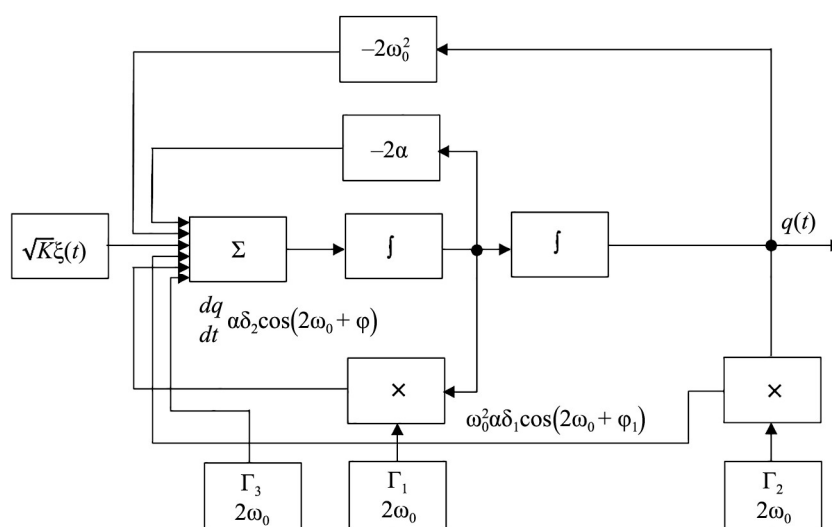 −2ω₀²
−2α
q(t)
√Kξ(t)
Σ
∫
∫
dq
dt
αδ₂cos(2ω₀ + φ)
×
×
ω₀²αδ₁cos(2ω₀ + φ₁)
Γ₃
2ω₀
Γ₁
2ω₀
Γ₂
2ω₀